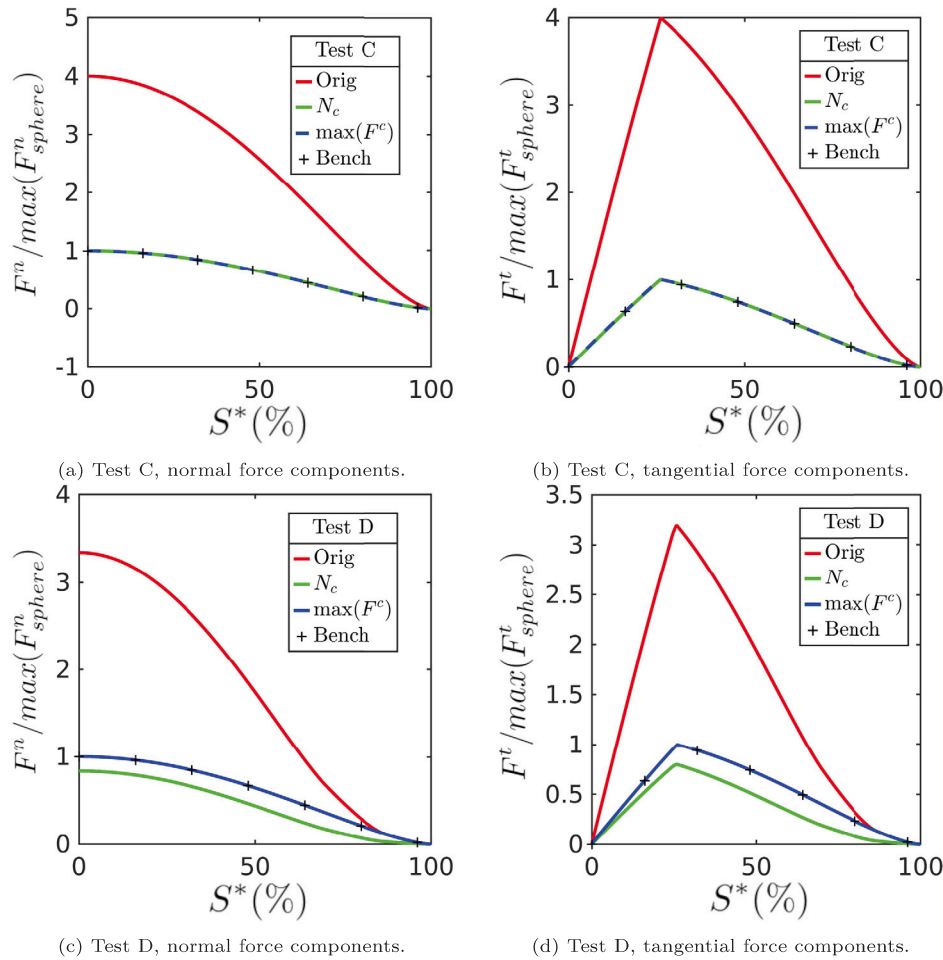 5
4
3
2
1
0
-1
0
50
100
F^n/max(F^n_sphere)
S*(%)
Test C
Orig
N_c
max(F^c)
+ Bench
(a) Test C, normal force components.
4
3
2
1
0
0
50
100
F^t/max(F^t_sphere)
S*(%)
Test C
Orig
N_c
max(F^c)
+ Bench
(b) Test C, tangential force components.
4
3
2
1
0
0
50
100
F^n/max(F^n_sphere)
S*(%)
Test D
Orig
N_c
max(F^c)
+ Bench
(c) Test D, normal force components.
3.5
3
2.5
2
1.5
1
0.5
0
0
50
100
F^t/max(F^t_sphere)
S*(%)
Test D
Orig
N_c
max(F^c)
+ Bench
(d) Test D, tangential force components.